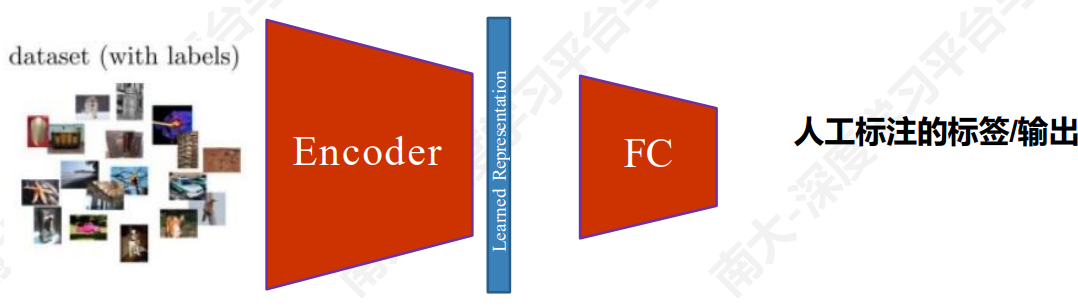 dataset (with labels)
Encoder
Learned Representation
FC
人工标注的标签/输出
南大-深度学习平台